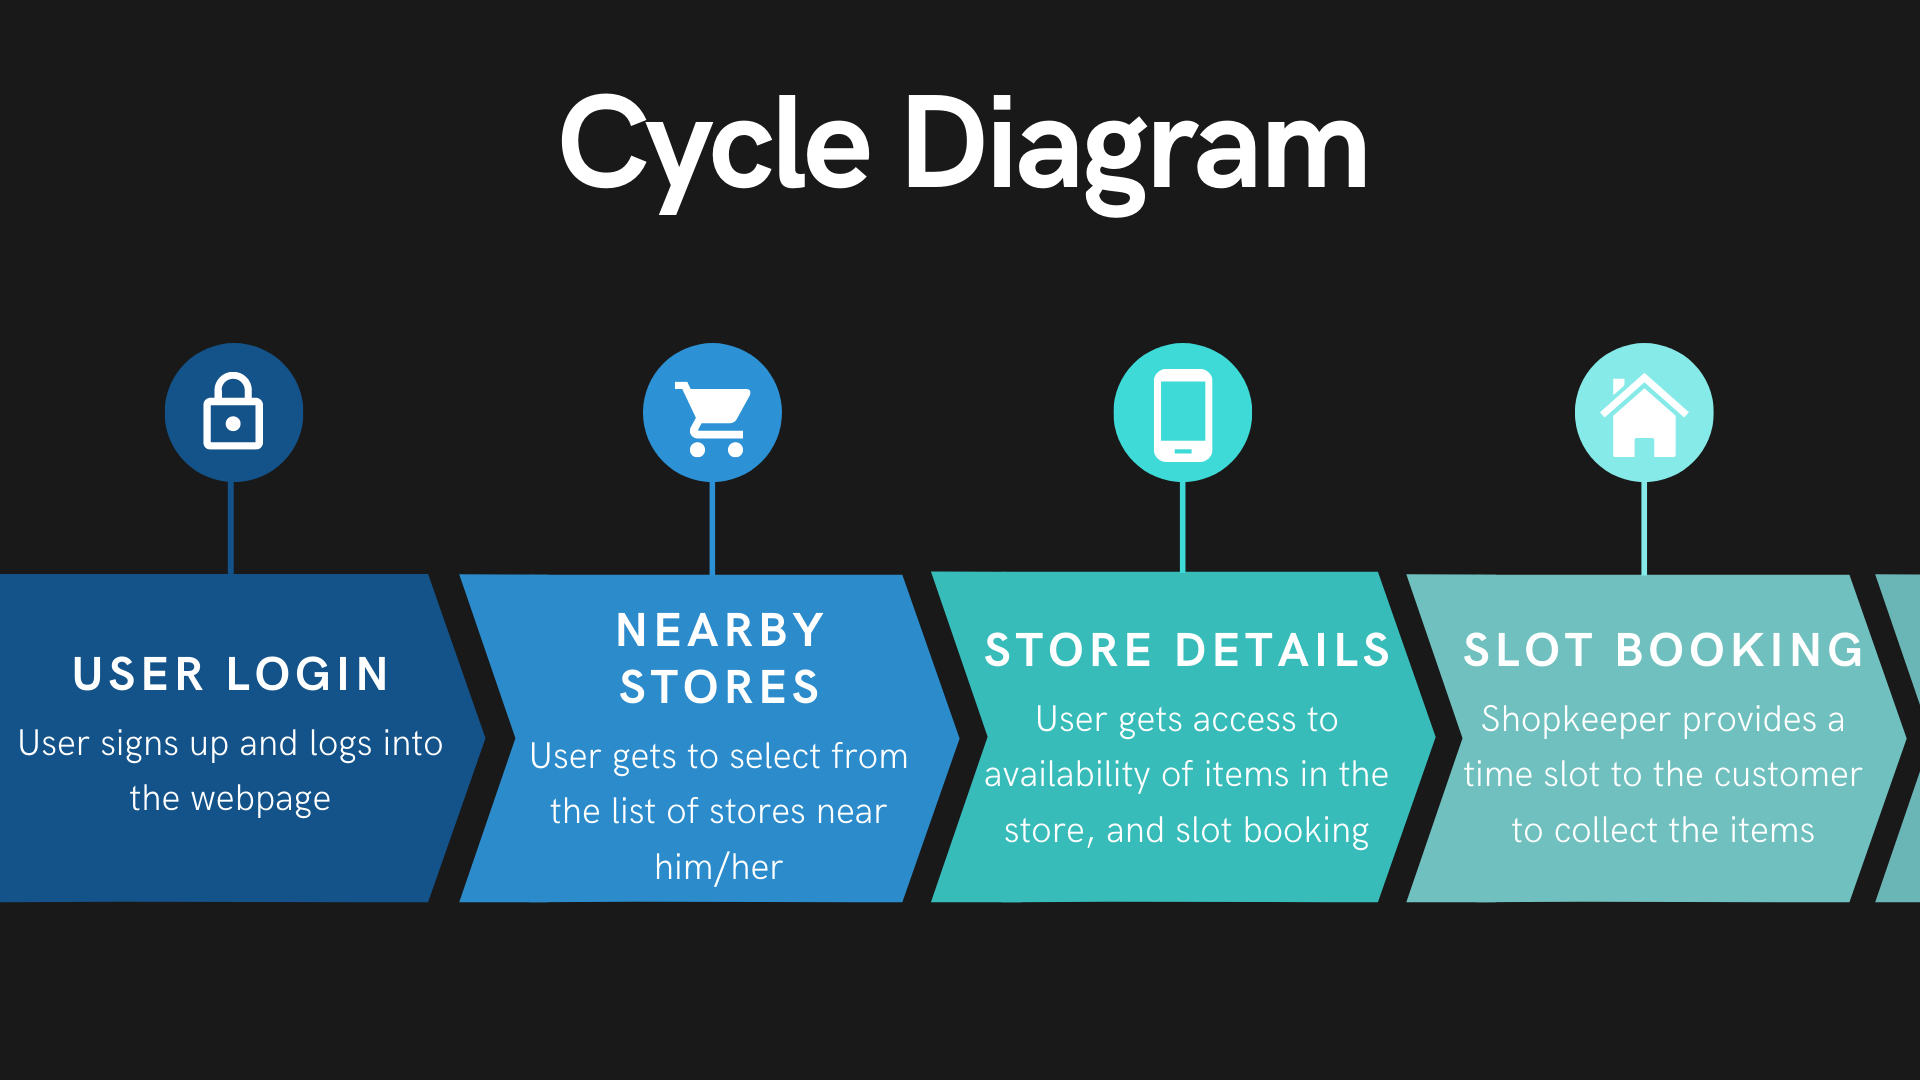 Cycle Diagram
USER LOGIN
User signs up and logs into
the webpage
NEARBY
STORES
User gets to select from
the list of stores near
him/her
STORE DETAILS
User gets access to
availability of items in the
store, and slot booking
SLOT BOOKING
Shopkeeper provides a
time slot to the customer
to collect the items